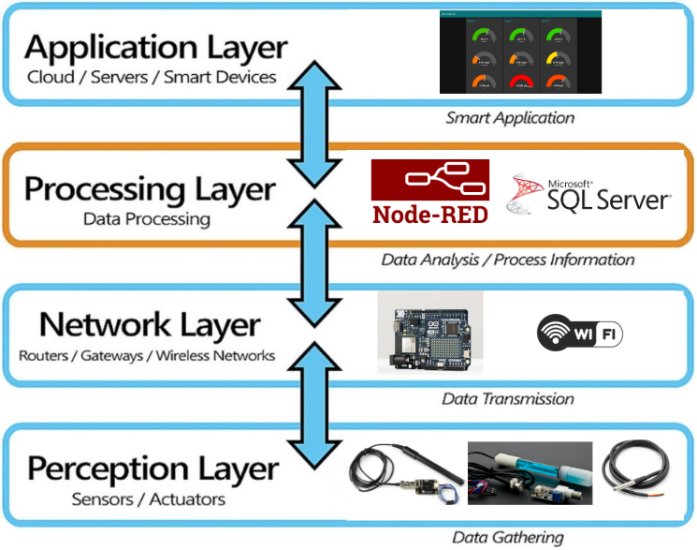 Application Layer
Cloud / Servers / Smart Devices
Smart Application
Processing Layer
Data Processing
Node-RED
Microsoft®
SQL Server®
Data Analysis / Process Information
Network Layer
Routers / Gateways / Wireless Networks
WI FI
Data Transmission
Perception Layer
Sensors / Actuators
Data Gathering